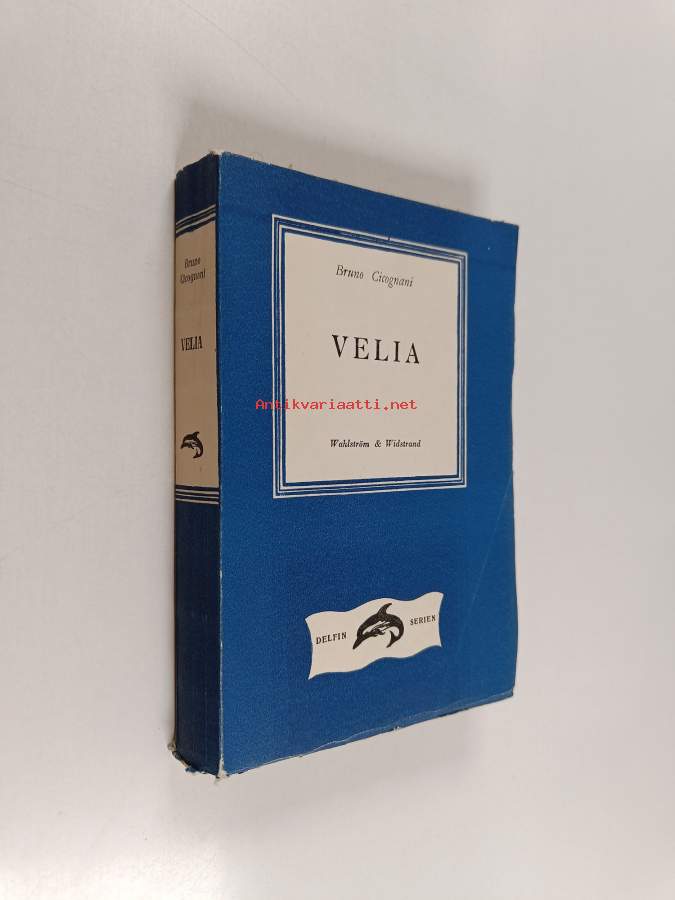 Bruno
Cicognani
VELIA
Bruno Cicognani
VELIA
Antikvariaatti.net
Wahlström & Widstrand
DELFIN SERIEN